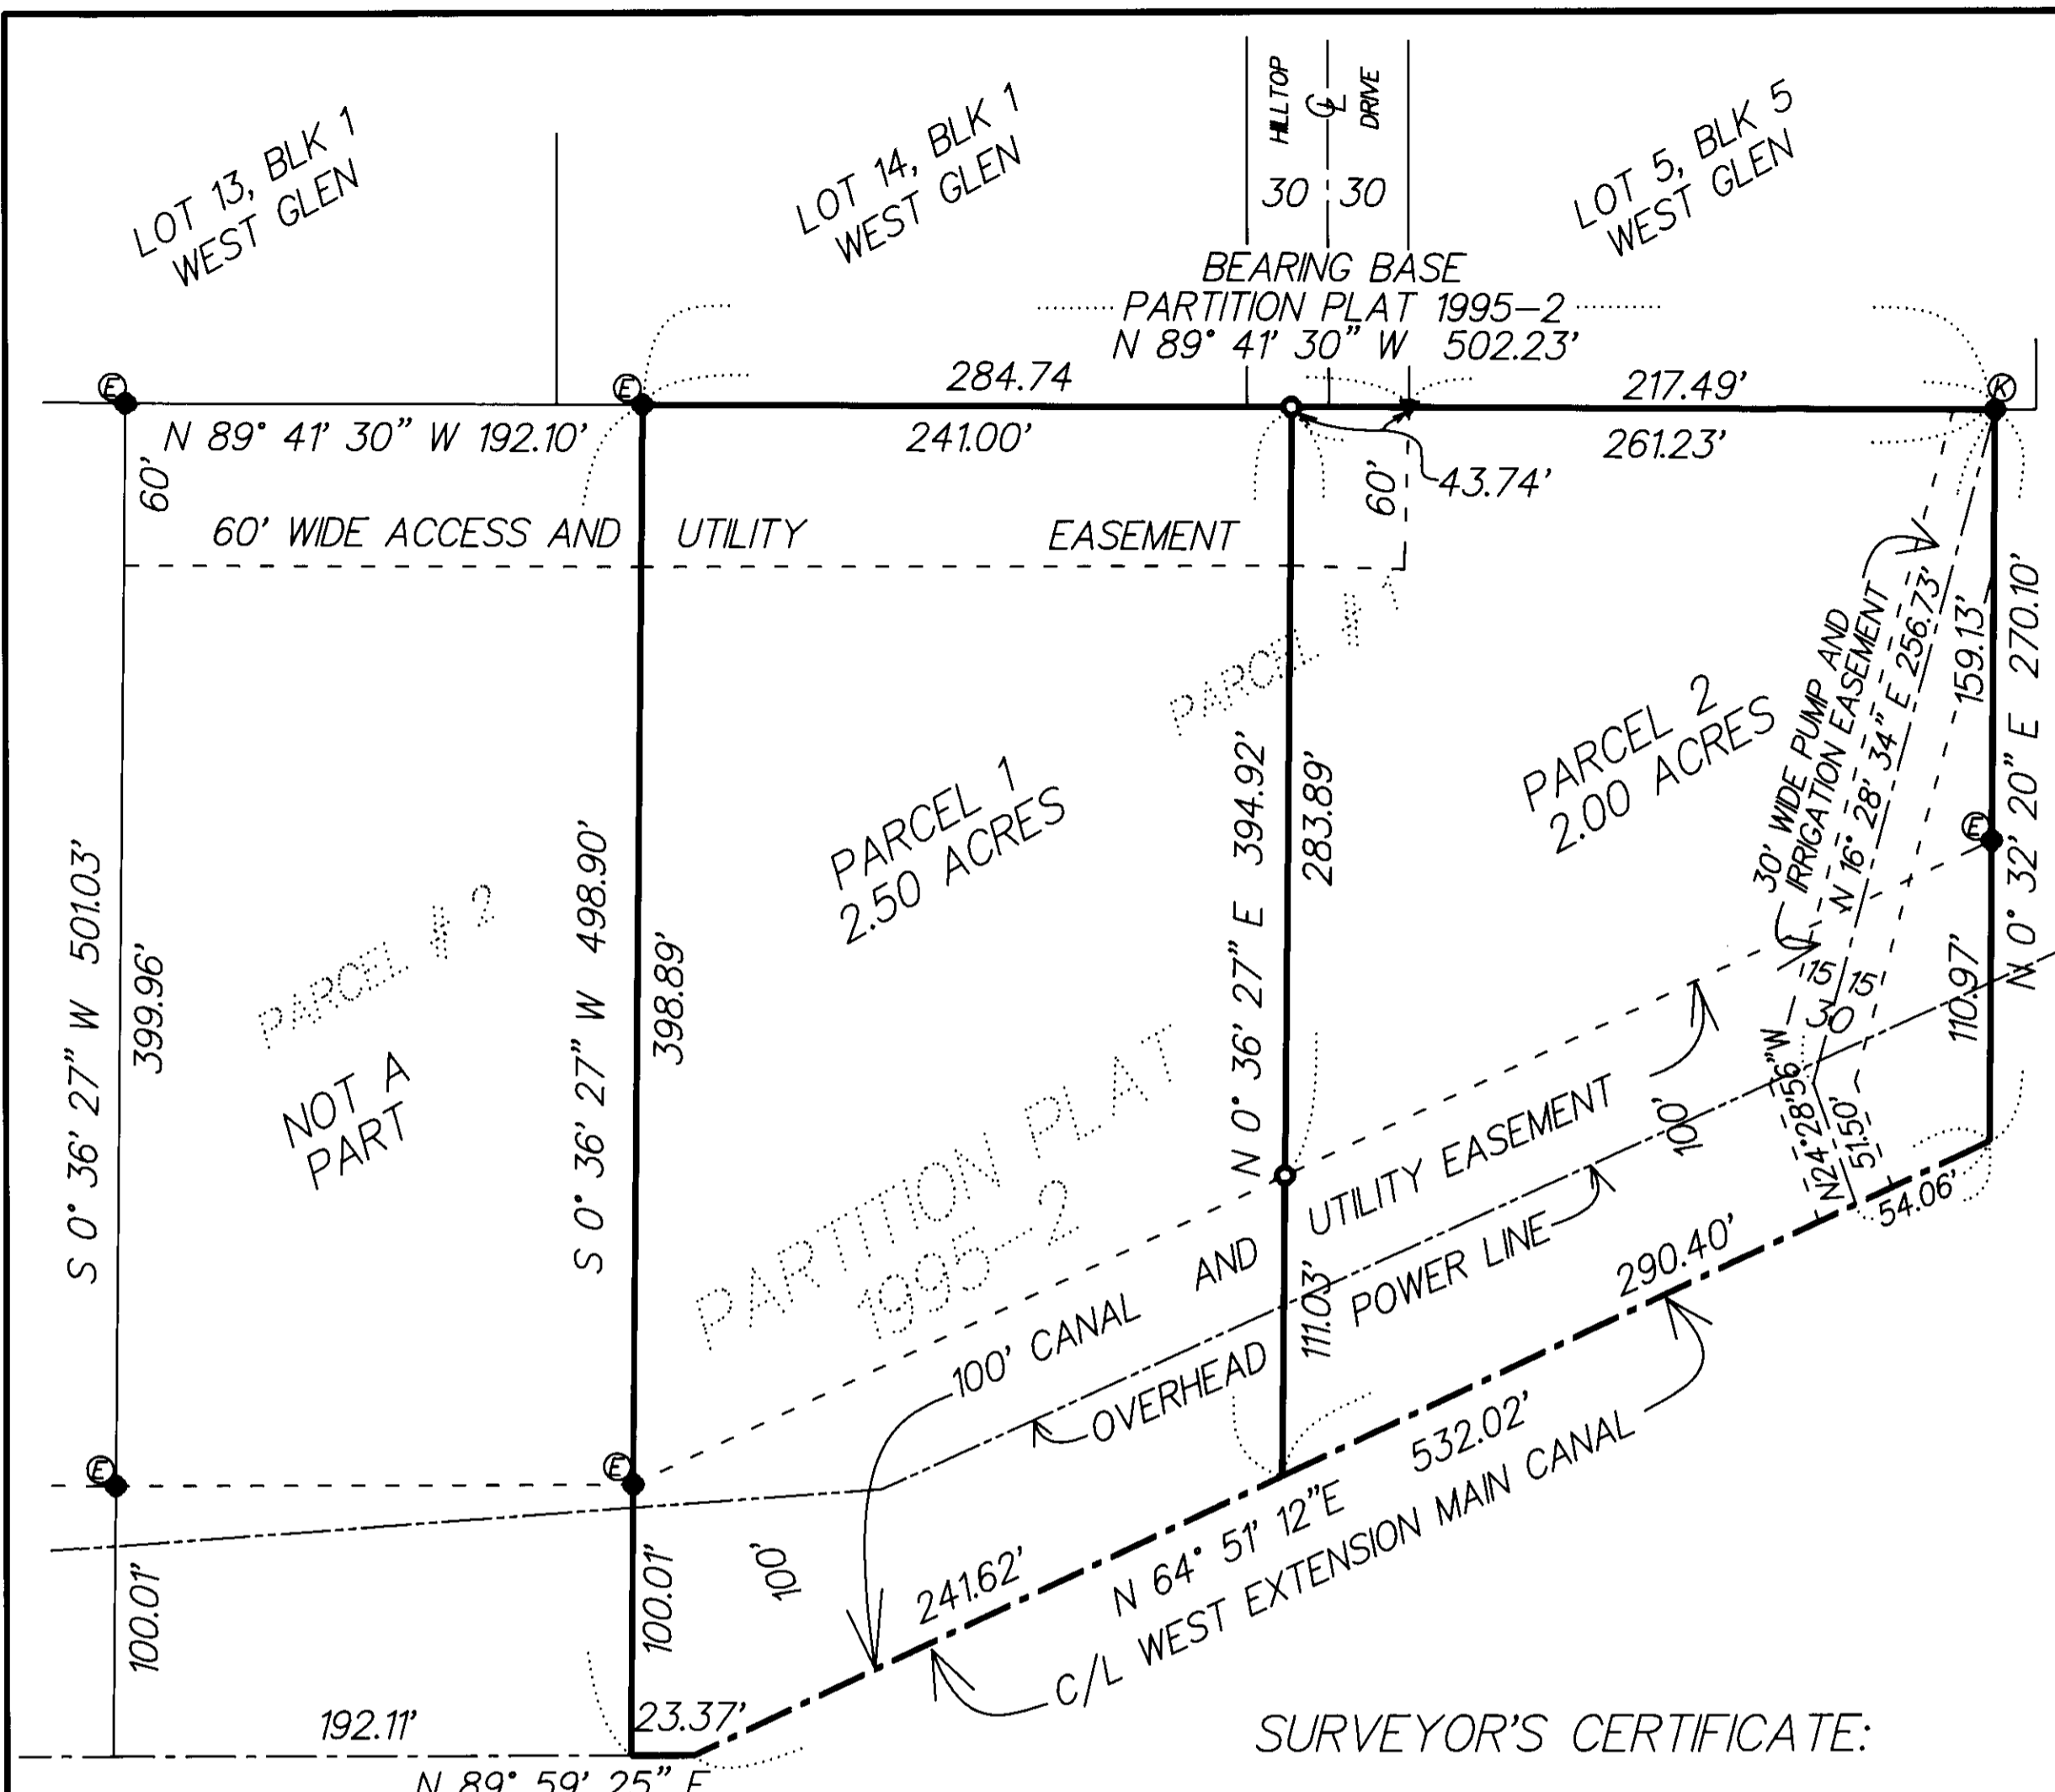 LOT 13, BLK 1
WEST GLEN
LOT 14, BLK 1
WEST GLEN
HILLTOP
℄
DRIVE
30
30
LOT 5, BLK 5
WEST GLEN
BEARING BASE
PARTITION PLAT 1995-2
N 89° 41' 30" W 502.23'
E
E
284.74
217.49'
K
N 89° 41' 30" W 192.10'
241.00'
261.23'
60'
60'
43.74'
60' WIDE ACCESS AND UTILITY EASEMENT
PARCEL # 1
PARCEL 2
2.00 ACRES
30' WIDE PUMP AND
IRRIGATION EASEMENT
N 16° 28' 34" E 256.73'
159.13'
N 0° 32' 20" E 270.10'
E
110.97'
PARCEL 1
2.50 ACRES
N 0° 36' 27" E 394.92'
283.89'
S 0° 36' 27" W 501.03'
399.96'
PARCEL # 2
NOT A
PART
S 0° 36' 27" W 498.90'
398.89'
15
15
30
N24°28'56"W
51.50'
54.06'
PARTITION PLAT
1995-2
100' CANAL AND UTILITY EASEMENT
100'
OVERHEAD POWER LINE
111.03'
290.40'
E
E
532.02'
N 64° 51' 12"E
C/L WEST EXTENSION MAIN CANAL
241.62'
100'
100.01'
100.01'
23.37'
192.11'
N 89° 59' 25" E
SURVEYOR'S CERTIFICATE: